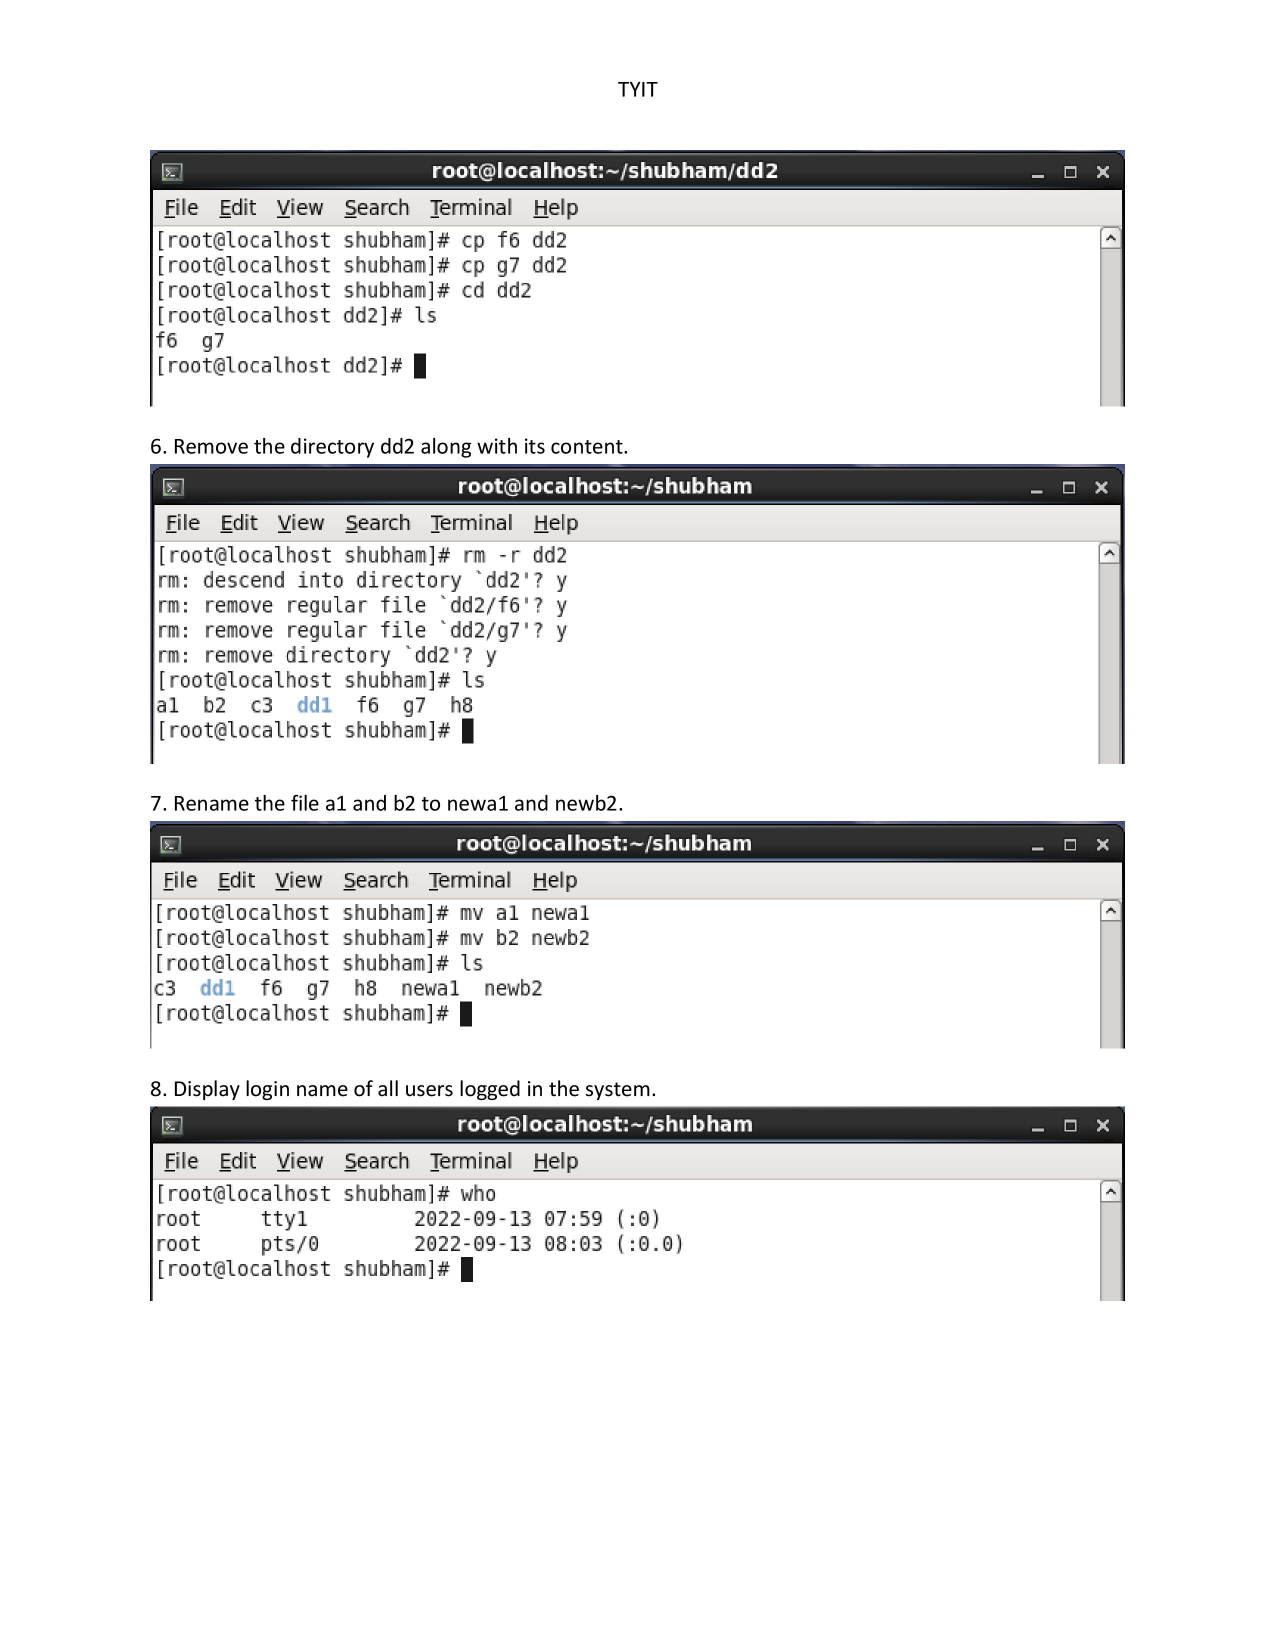 TYIT
root@localhost:~/shubham/dd2
File Edit View Search Terminal Help
[root@localhost shubham]# cp f6 dd2
[root@localhost shubham]# cp g7 dd2
[root@localhost shubham]# cd dd2
[root@localhost dd2]# ls
f6  g7
[root@localhost dd2]#
6. Remove the directory dd2 along with its content.
root@localhost:~/shubham
File Edit View Search Terminal Help
[root@localhost shubham]# rm -r dd2
rm: descend into directory `dd2'? y
rm: remove regular file `dd2/f6'? y
rm: remove regular file `dd2/g7'? y
rm: remove directory `dd2'? y
[root@localhost shubham]# ls
a1  b2  c3  dd1  f6  g7  h8
[root@localhost shubham]#
7. Rename the file a1 and b2 to newa1 and newb2.
root@localhost:~/shubham
File Edit View Search Terminal Help
[root@localhost shubham]# mv a1 newa1
[root@localhost shubham]# mv b2 newb2
[root@localhost shubham]# ls
c3  dd1  f6  g7  h8  newa1  newb2
[root@localhost shubham]#
8. Display login name of all users logged in the system.
root@localhost:~/shubham
File Edit View Search Terminal Help
[root@localhost shubham]# who
root     tty1         2022-09-13 07:59 (:0)
root     pts/0        2022-09-13 08:03 (:0.0)
[root@localhost shubham]#